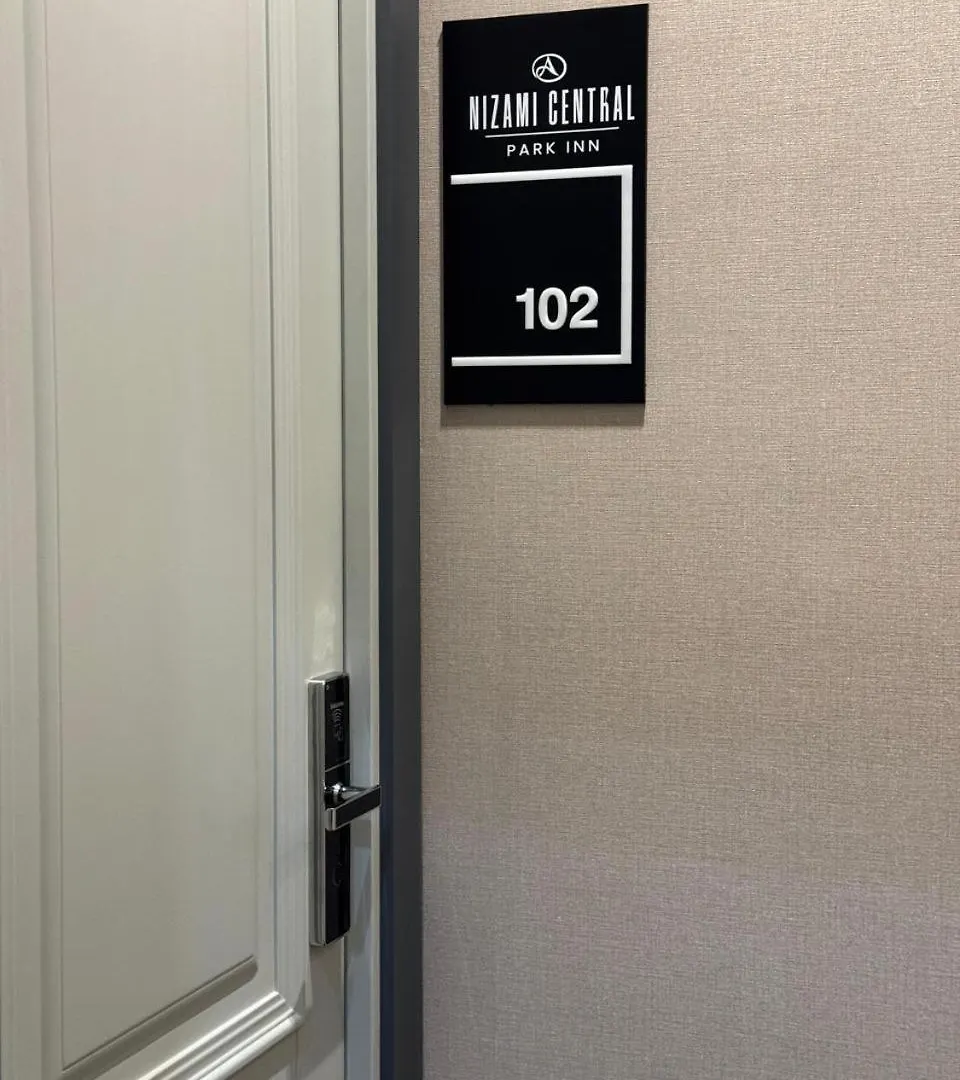 NIZAMI CENTRAL
PARK INN
102